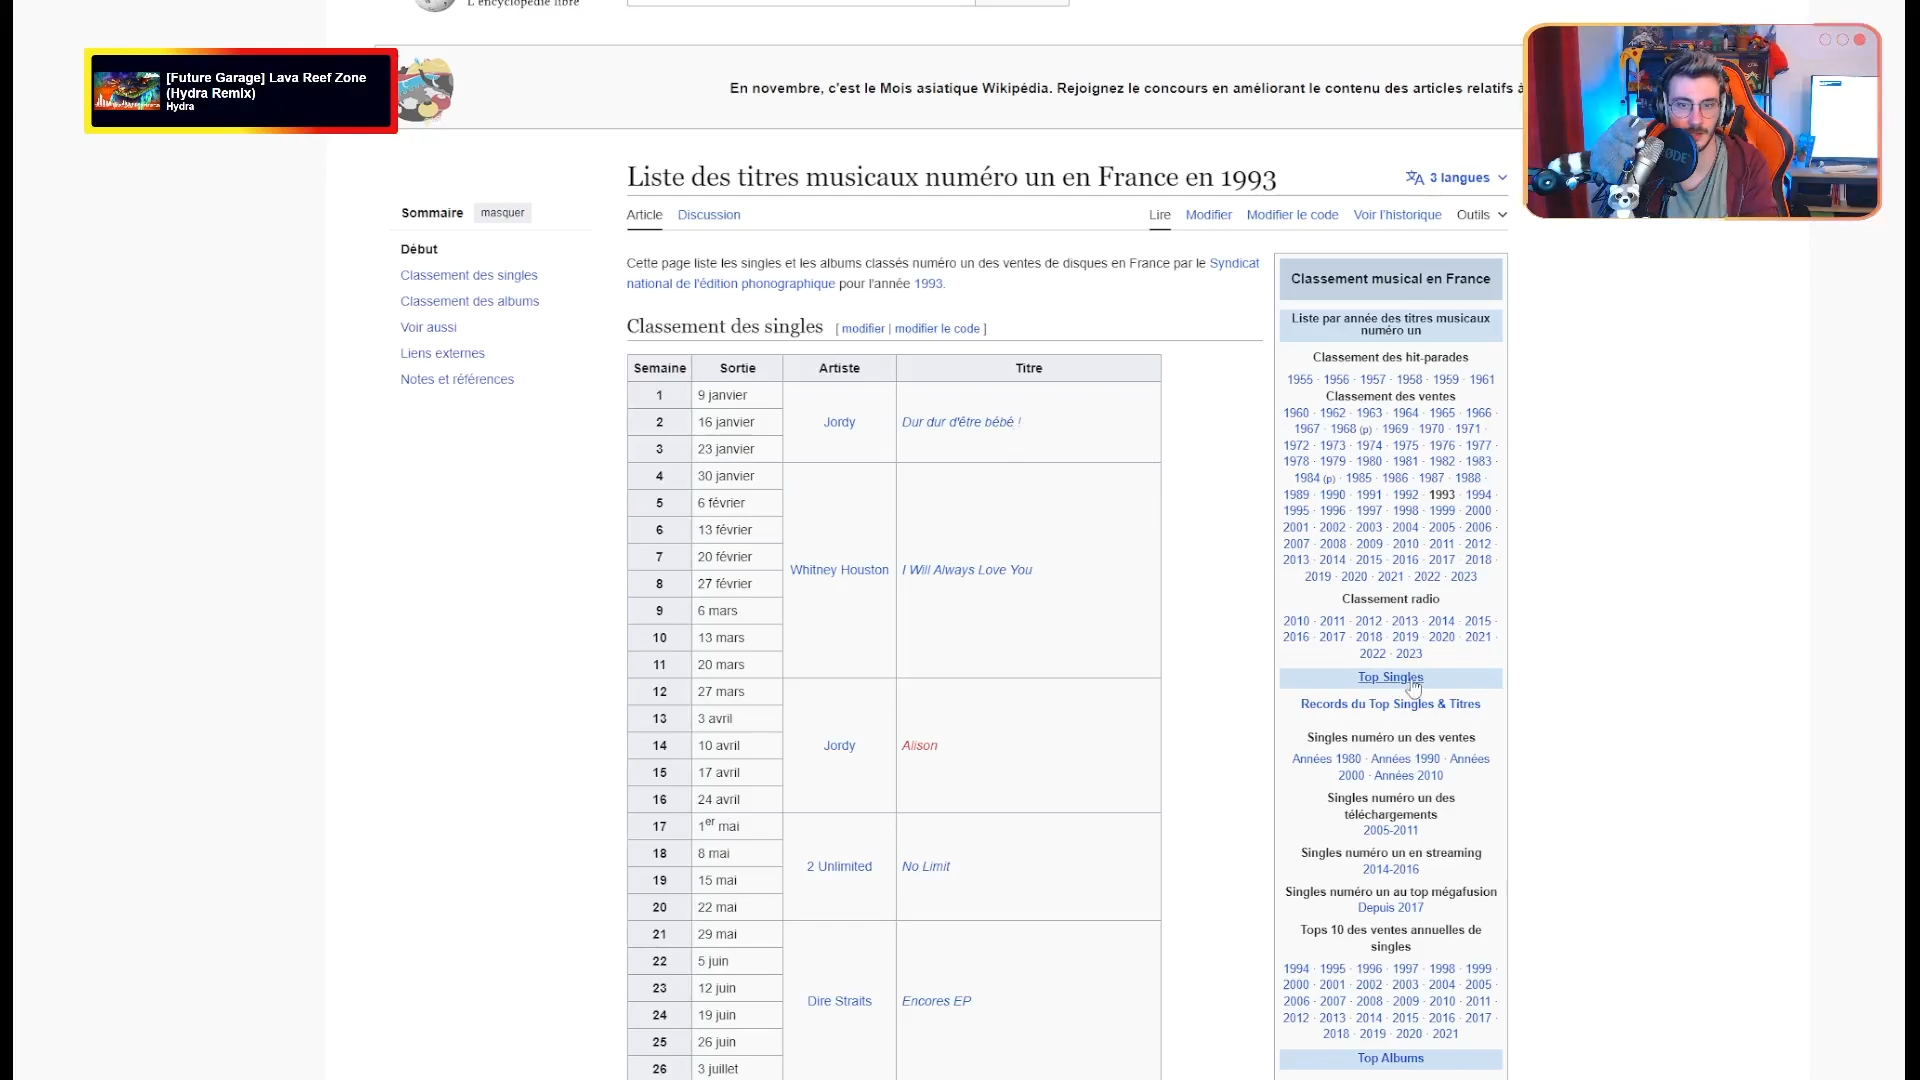 L'encyclopédie libre
[Future Garage] Lava Reef Zone
(Hydra Remix)
Hydra
En novembre, c'est le Mois asiatique Wikipédia. Rejoignez le concours en améliorant le contenu des articles relatifs à
Liste des titres musicaux numéro un en France en 1993
3 langues
Sommaire masquer
Début
Classement des singles
Classement des albums
Voir aussi
Liens externes
Notes et références
Article Discussion
Lire Modifier Modifier le code Voir l'historique Outils
Cette page liste les singles et les albums classés numéro un des ventes de disques en France par le Syndicat
national de l'édition phonographique pour l'année 1993.
Classement des singles [ modifier | modifier le code ]
Semaine Sortie Artiste Titre
1 9 janvier
2 16 janvier Jordy Dur dur d'être bébé !
3 23 janvier
4 30 janvier
5 6 février
6 13 février
7 20 février
Whitney Houston I Will Always Love You
8 27 février
9 6 mars
10 13 mars
11 20 mars
12 27 mars
13 3 avril
14 10 avril Jordy Alison
15 17 avril
16 24 avril
17 1er mai
18 8 mai
2 Unlimited No Limit
19 15 mai
20 22 mai
21 29 mai
22 5 juin
23 12 juin
Dire Straits Encores EP
24 19 juin
25 26 juin
26 3 juillet
Classement musical en France
Liste par année des titres musicaux
numéro un
Classement des hit-parades
1955 · 1956 · 1957 · 1958 · 1959 · 1961
Classement des ventes
1960 · 1962 · 1963 · 1964 · 1965 · 1966 ·
1967 · 1968 (p) · 1969 · 1970 · 1971 ·
1972 · 1973 · 1974 · 1975 · 1976 · 1977 ·
1978 · 1979 · 1980 · 1981 · 1982 · 1983 ·
1984 (p) · 1985 · 1986 · 1987 · 1988 ·
1989 · 1990 · 1991 · 1992 · 1993 · 1994 ·
1995 · 1996 · 1997 · 1998 · 1999 · 2000 ·
2001 · 2002 · 2003 · 2004 · 2005 · 2006 ·
2007 · 2008 · 2009 · 2010 · 2011 · 2012 ·
2013 · 2014 · 2015 · 2016 · 2017 · 2018 ·
2019 · 2020 · 2021 · 2022 · 2023
Classement radio
2010 · 2011 · 2012 · 2013 · 2014 · 2015 ·
2016 · 2017 · 2018 · 2019 · 2020 · 2021 ·
2022 · 2023
Top Singles
Records du Top Singles & Titres
Singles numéro un des ventes
Années 1980 · Années 1990 · Années
2000 · Années 2010
Singles numéro un des
téléchargements
2005-2011
Singles numéro un en streaming
2014-2016
Singles numéro un au top mégafusion
Depuis 2017
Tops 10 des ventes annuelles de
singles
1994 · 1995 · 1996 · 1997 · 1998 · 1999 ·
2000 · 2001 · 2002 · 2003 · 2004 · 2005 ·
2006 · 2007 · 2008 · 2009 · 2010 · 2011 ·
2012 · 2013 · 2014 · 2015 · 2016 · 2017 ·
2018 · 2019 · 2020 · 2021
Top Albums
RØDE